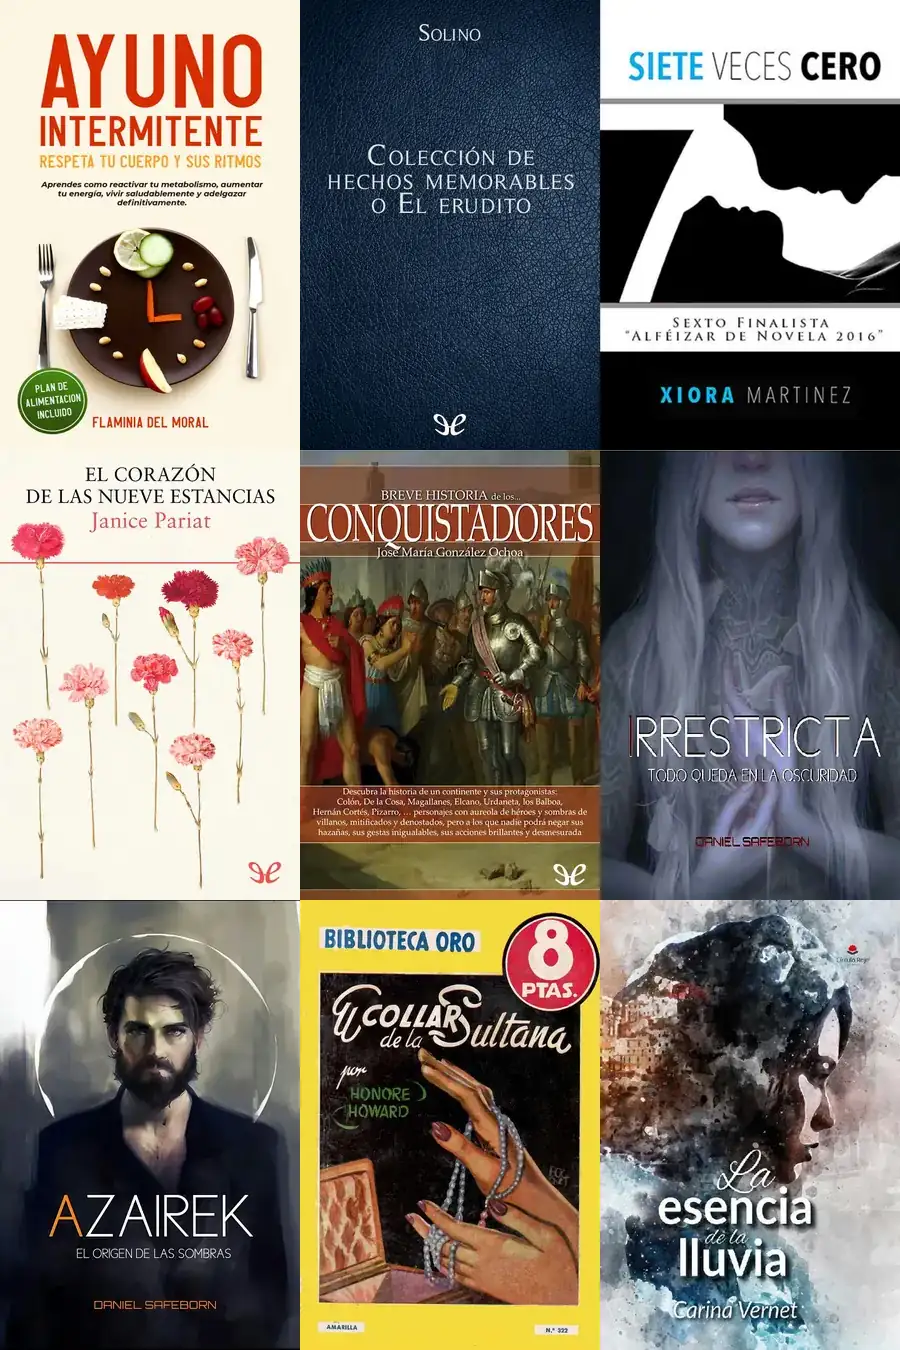 AYUNO
INTERMITENTE
RESPETA TU CUERPO Y SUS RITMOS
Aprendes como reactivar tu metabolismo, aumentar
tu energía, vivir saludablemente y adelgazar
definitivamente.
PLAN DE
ALIMENTACION
INCLUIDO
FLAMINIA DEL MORAL
SOLINO
COLECCIÓN DE
HECHOS MEMORABLES
O EL ERUDITO
SIETE VECES CERO
SEXTO FINALISTA
"ALFÉIZAR DE NOVELA 2016"
XIORA MARTINEZ
EL CORAZÓN
DE LAS NUEVE ESTANCIAS
Janice Pariat
BREVE HISTORIA de los...
CONQUISTADORES
José María González Ochoa
Descubra la historia de un continente y sus protagonistas:
Colón, De la Cosa, Magallanes, Elcano, Urdaneta, los Balboa,
Hernán Cortés, Pizarro, ... personajes con aureola de héroes y sombras de
villanos, mitificados y denostados, pero a los que nadie podrá negar sus
hazañas, sus gestas inigualables, sus acciones brillantes y desmesurada
IRRESTRICTA
TODO QUEDA EN LA OSCURIDAD
DANIEL SAFEBORN
AZAIREK
EL ORIGEN DE LAS SOMBRAS
DANIEL SAFEBORN
BIBLIOTECA ORO
8
PTAS.
El COLLAR
de la Sultana
por
HONORE
HOWARD
AMARILLA
N.º 322
Círculo Rojo
La
esencia
de la
lluvia
Carina Vernet